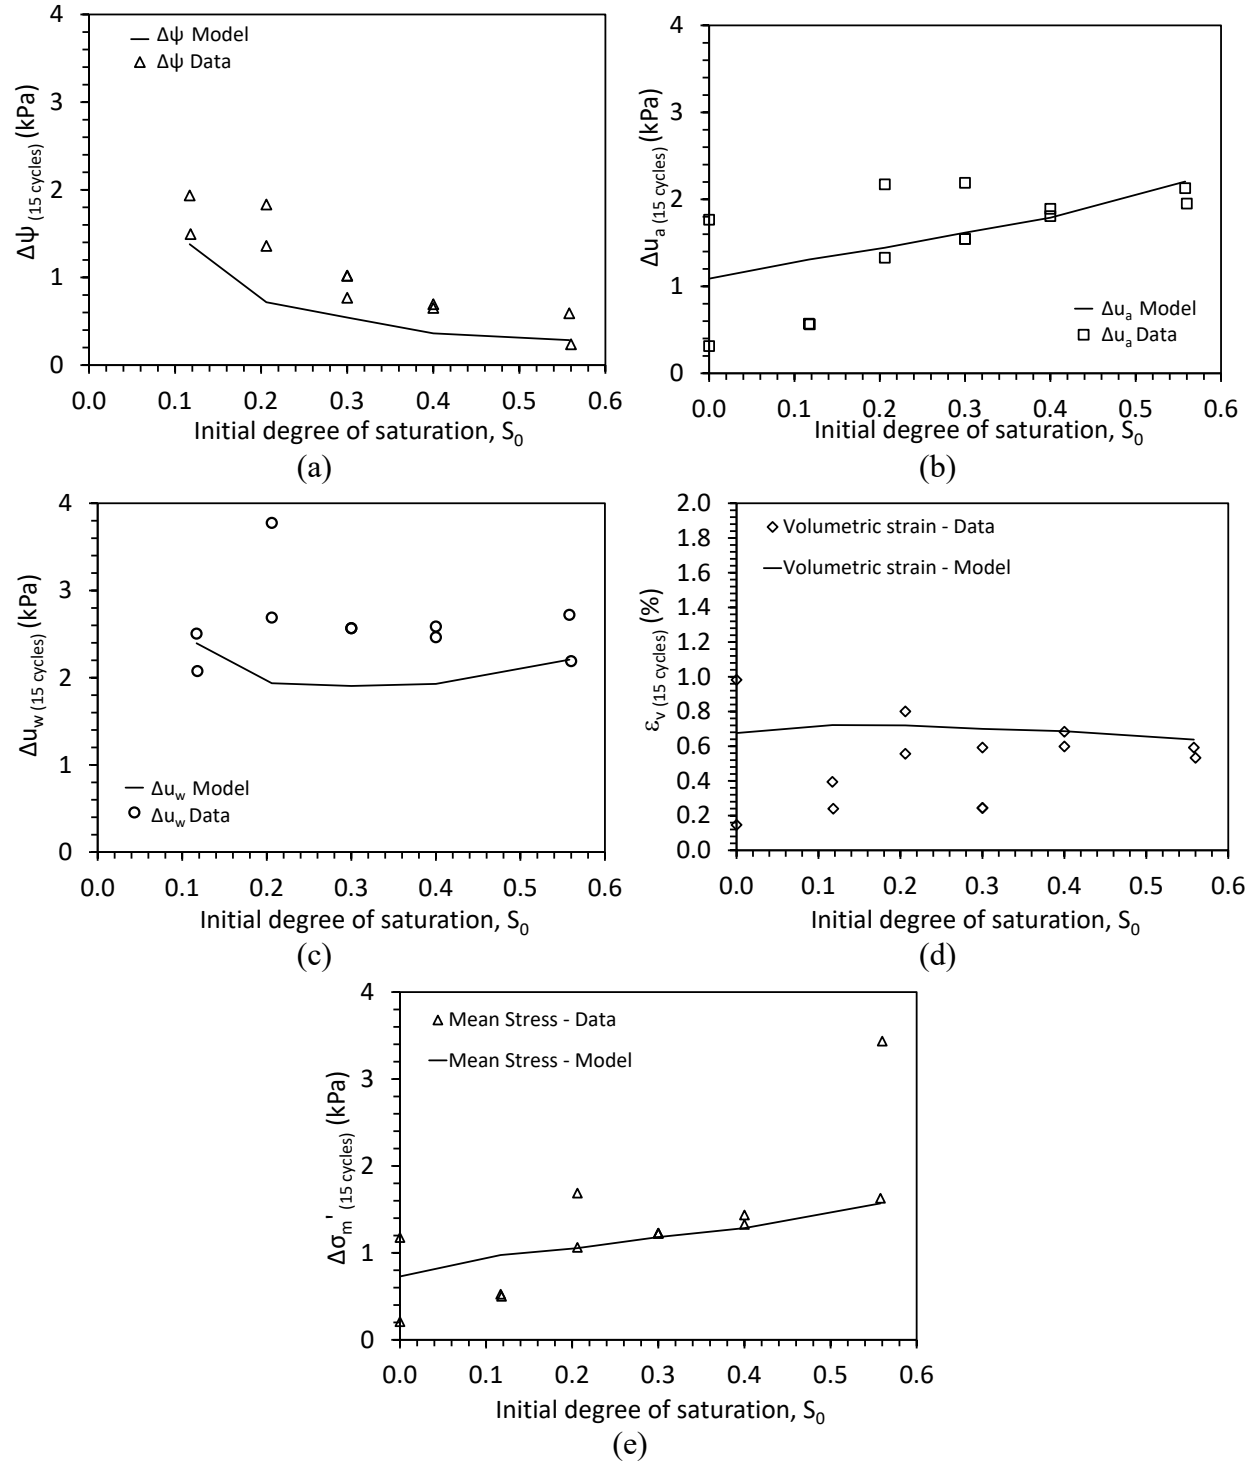 4
3
2
1
0
Δψ (15 cycles) (kPa)
Δψ Model
Δψ Data
0.0 0.1 0.2 0.3 0.4 0.5 0.6
Initial degree of saturation, S0
(a)
4
3
2
1
0
Δua (15 cycles) (kPa)
Δua Model
Δua Data
0.0 0.1 0.2 0.3 0.4 0.5 0.6
Initial degree of saturation, S0
(b)
4
3
2
1
0
Δuw (15 cycles) (kPa)
Δuw Model
Δuw Data
0.0 0.1 0.2 0.3 0.4 0.5 0.6
Initial degree of saturation, S0
(c)
2.0
1.8
1.6
1.4
1.2
1.0
0.8
0.6
0.4
0.2
0.0
εv (15 cycles) (%)
Volumetric strain - Data
Volumetric strain - Model
0.0 0.1 0.2 0.3 0.4 0.5 0.6
Initial degree of saturation, S0
(d)
4
3
2
1
0
Δσm' (15 cycles) (kPa)
Mean Stress - Data
Mean Stress - Model
0.0 0.1 0.2 0.3 0.4 0.5 0.6
Initial degree of saturation, S0
(e)